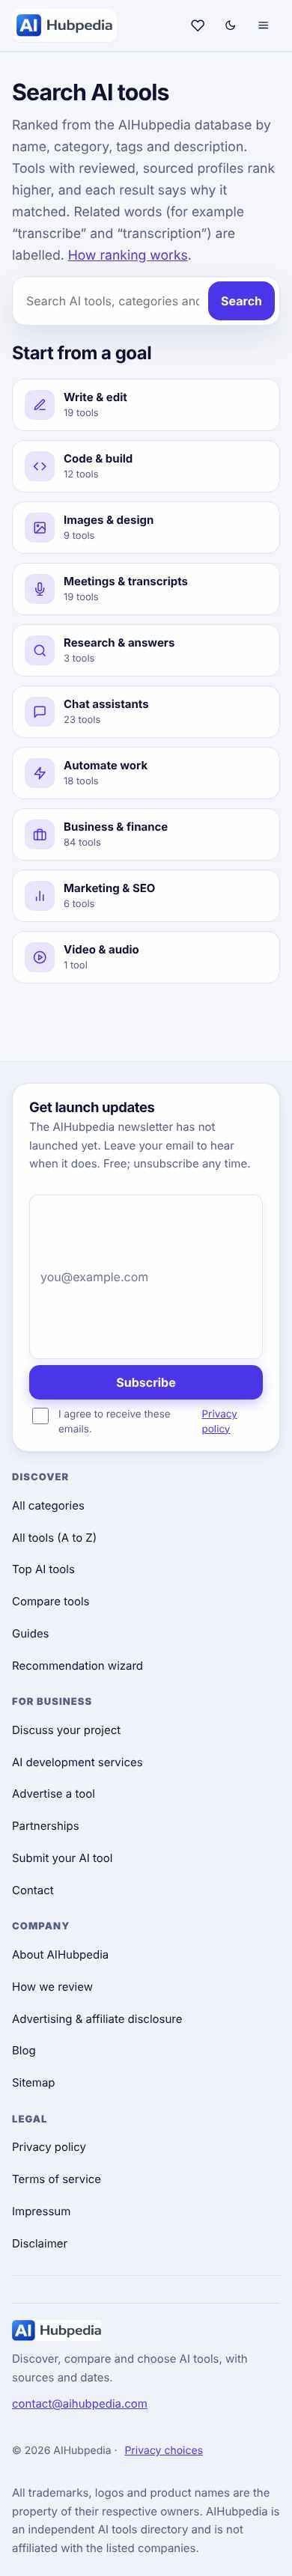 AI Hubpedia
Search AI tools
Ranked from the AIHubpedia database by
name, category, tags and description.
Tools with reviewed, sourced profiles rank
higher, and each result says why it
matched. Related words (for example
“transcribe” and “transcription”) are
labelled. How ranking works.
Search AI tools, categories and
Search
Start from a goal
Write & edit
19 tools
Code & build
12 tools
Images & design
9 tools
Meetings & transcripts
19 tools
Research & answers
3 tools
Chat assistants
23 tools
Automate work
18 tools
Business & finance
84 tools
Marketing & SEO
6 tools
Video & audio
1 tool
Get launch updates
The AIHubpedia newsletter has not
launched yet. Leave your email to hear
when it does. Free; unsubscribe any time.
you@example.com
Subscribe
I agree to receive these
emails.
Privacy
policy
DISCOVER
All categories
All tools (A to Z)
Top AI tools
Compare tools
Guides
Recommendation wizard
FOR BUSINESS
Discuss your project
AI development services
Advertise a tool
Partnerships
Submit your AI tool
Contact
COMPANY
About AIHubpedia
How we review
Advertising & affiliate disclosure
Blog
Sitemap
LEGAL
Privacy policy
Terms of service
Impressum
Disclaimer
AI Hubpedia
Discover, compare and choose AI tools, with
sources and dates.
contact@aihubpedia.com
© 2026 AIHubpedia · Privacy choices
All trademarks, logos and product names are the
property of their respective owners. AIHubpedia is
an independent AI tools directory and is not
affiliated with the listed companies.